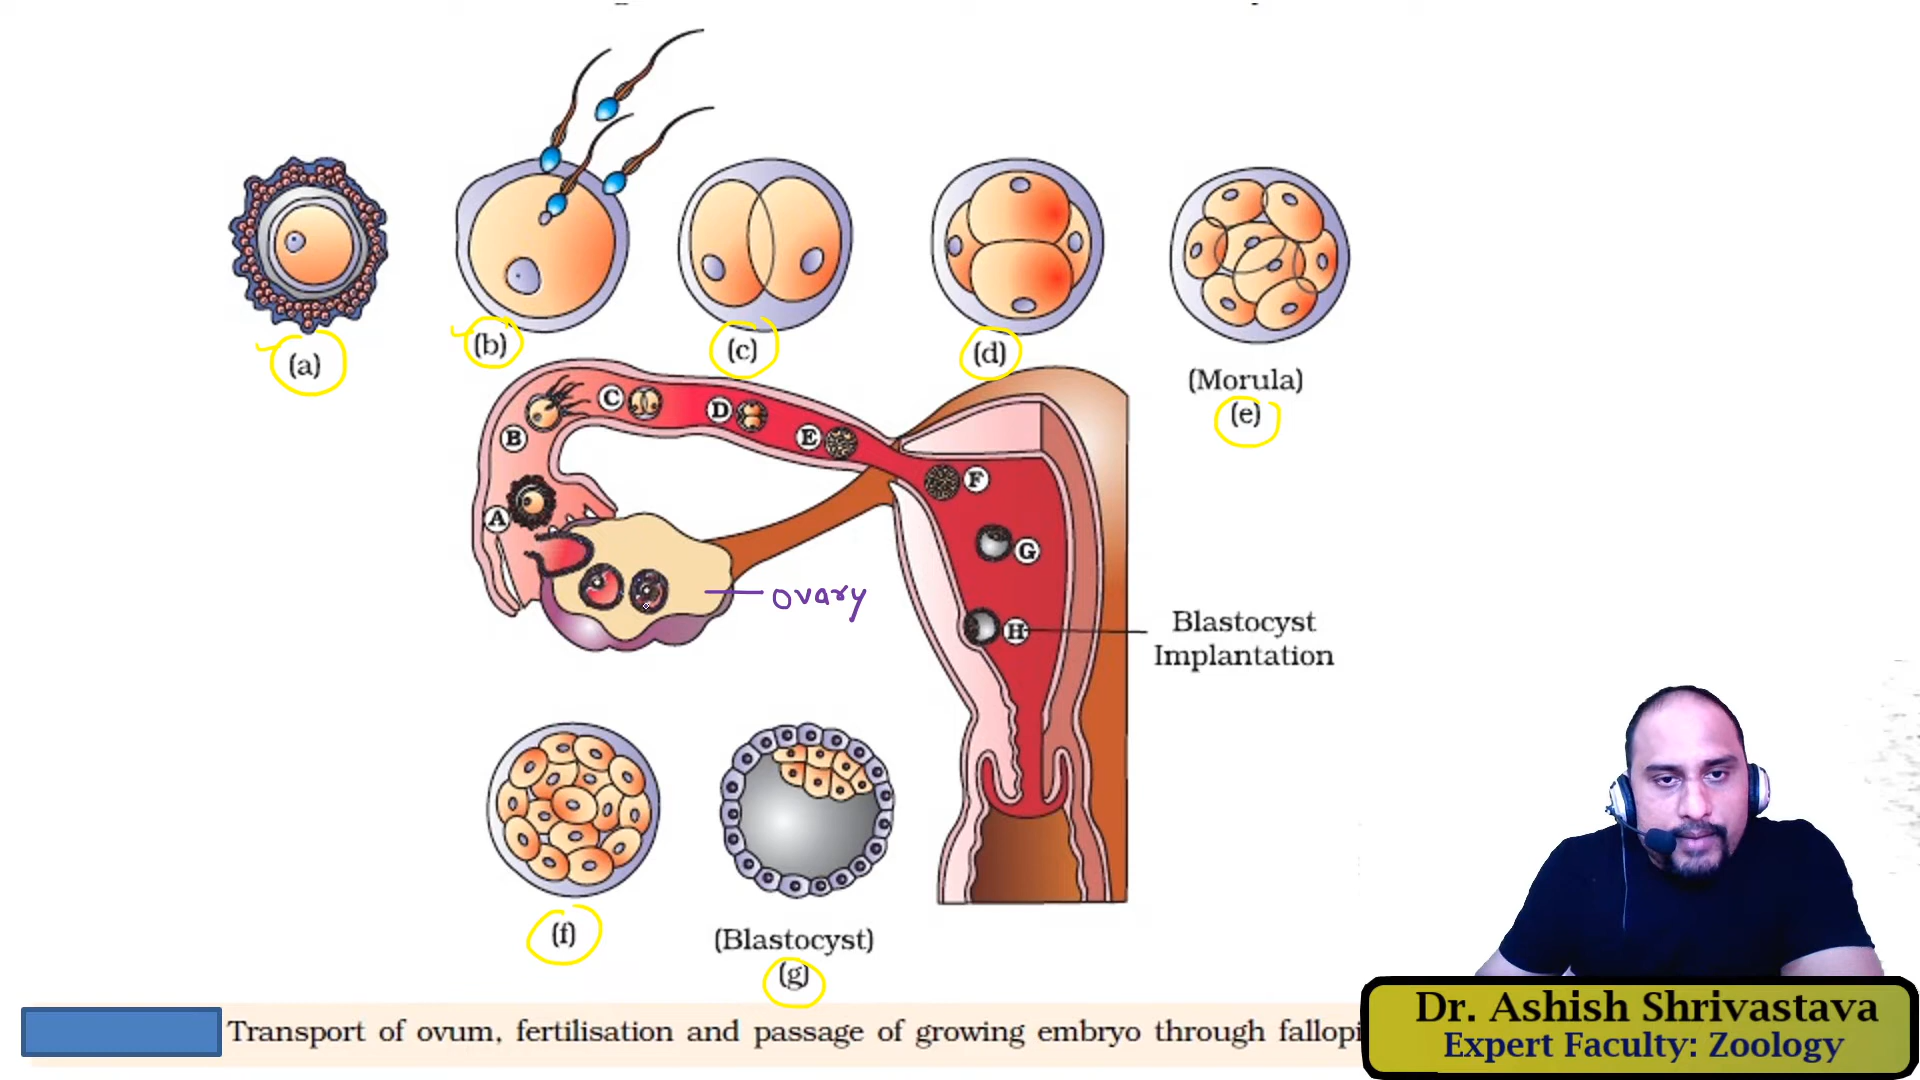 (a)
(b)
(c)
(d)
(Morula)
(e)
A
B
C
D
E
F
G
H
ovary
Blastocyst
Implantation
(f)
(Blastocyst)
(g)
Transport of ovum, fertilisation and passage of growing embryo through fallopi
Dr. Ashish Shrivastava
Expert Faculty: Zoology